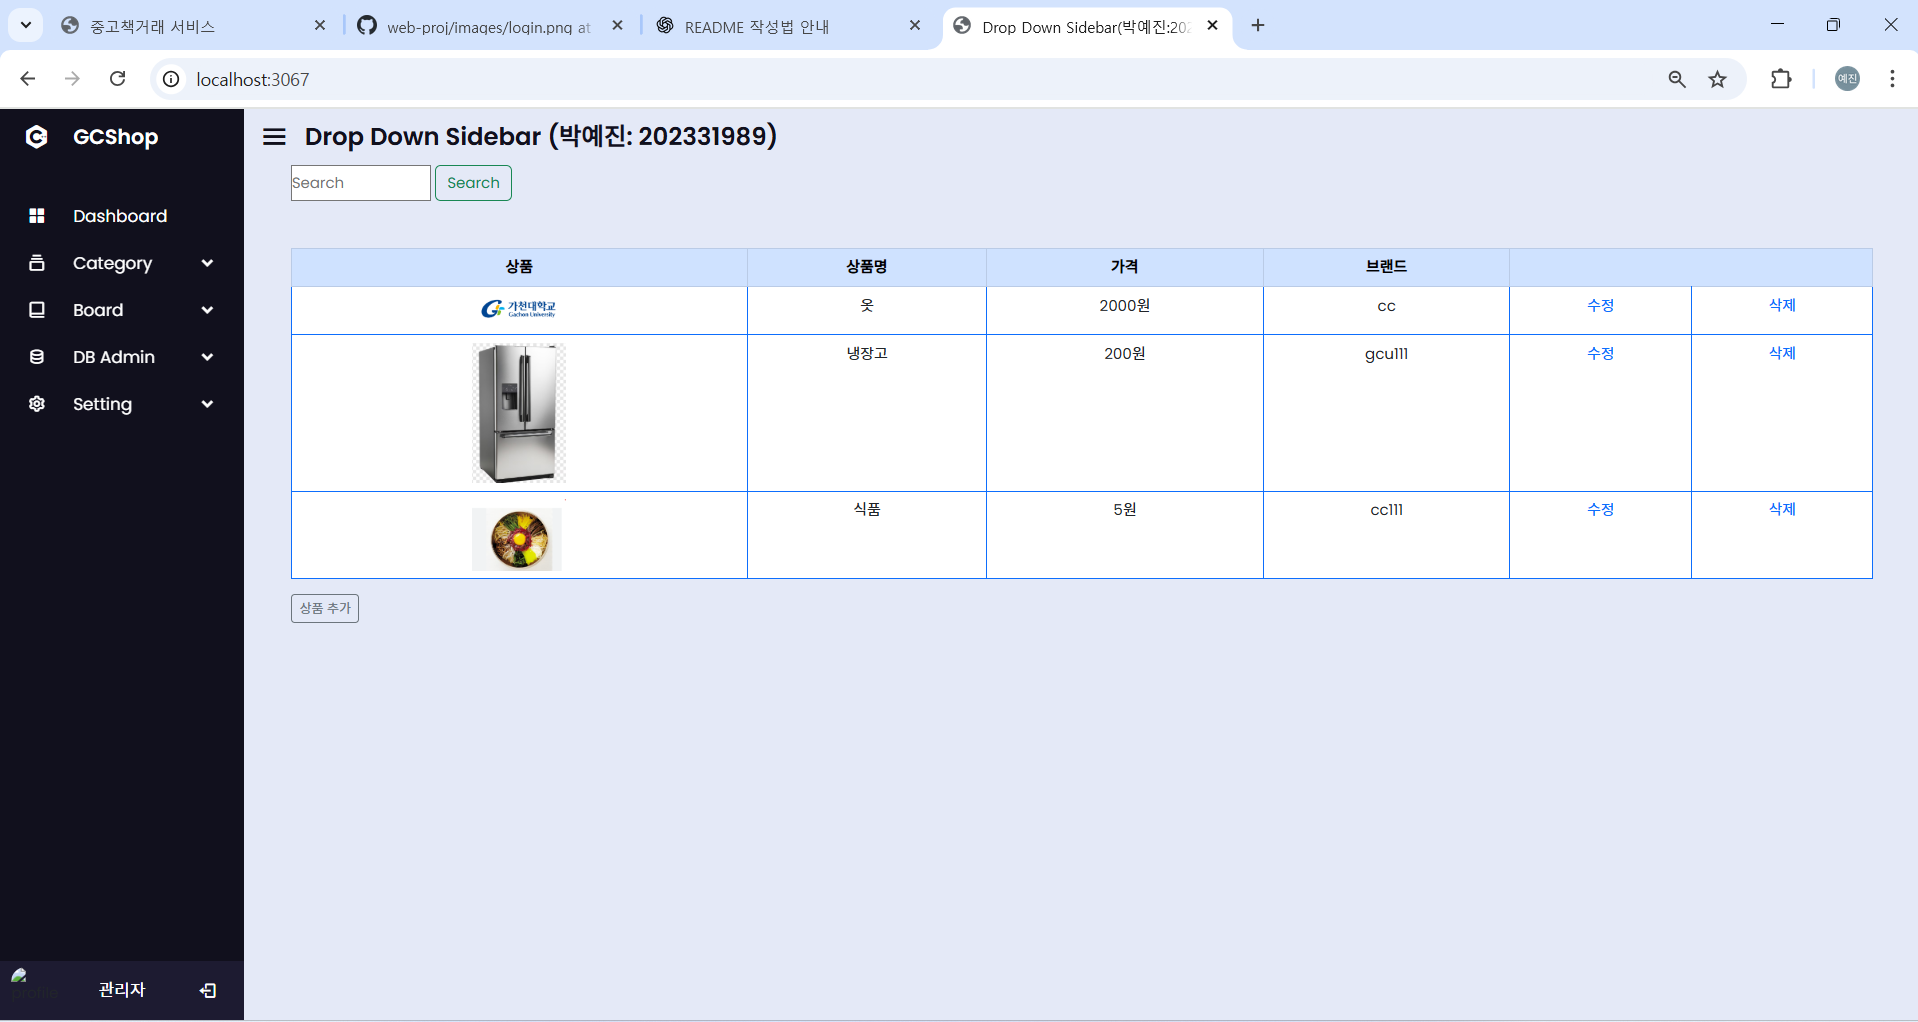 중고책거래 서비스
web-proj/images/login.png at
README 작성법 안내
Drop Down Sidebar(박예진:202
localhost:3067
예진
GCShop
Drop Down Sidebar (박예진: 202331989)
Search
Search
Dashboard
Category
Board
DB Admin
Setting
상품 상품명 가격 브랜드
가천대학교
Gachon University
옷 2000원 cc 수정 삭제
냉장고 200원 gcu111 수정 삭제
식품 5원 cc111 수정 삭제
상품 추가
profile
관리자